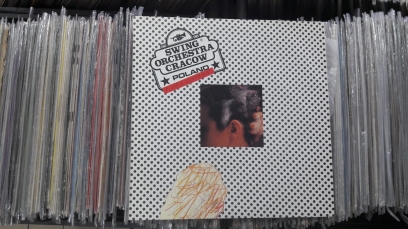 SWING
ORCHESTRA
CRACOW
POLAND